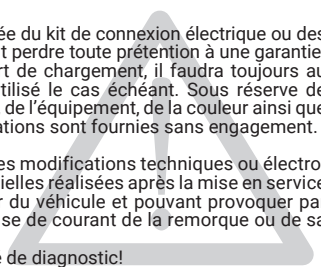 ée du kit de connexion électrique ou des
t perdre toute prétention à une garantie
rt de chargement, il faudra toujours au
utilisé le cas échéant. Sous réserve de
de l'équipement, de la couleur ainsi que
ations sont fournies sans engagement.
es modifications techniques ou électro
ielles réalisées après la mise en service
r du véhicule et pouvant provoquer pa
ise de courant de la remorque ou de sa
e de diagnostic!